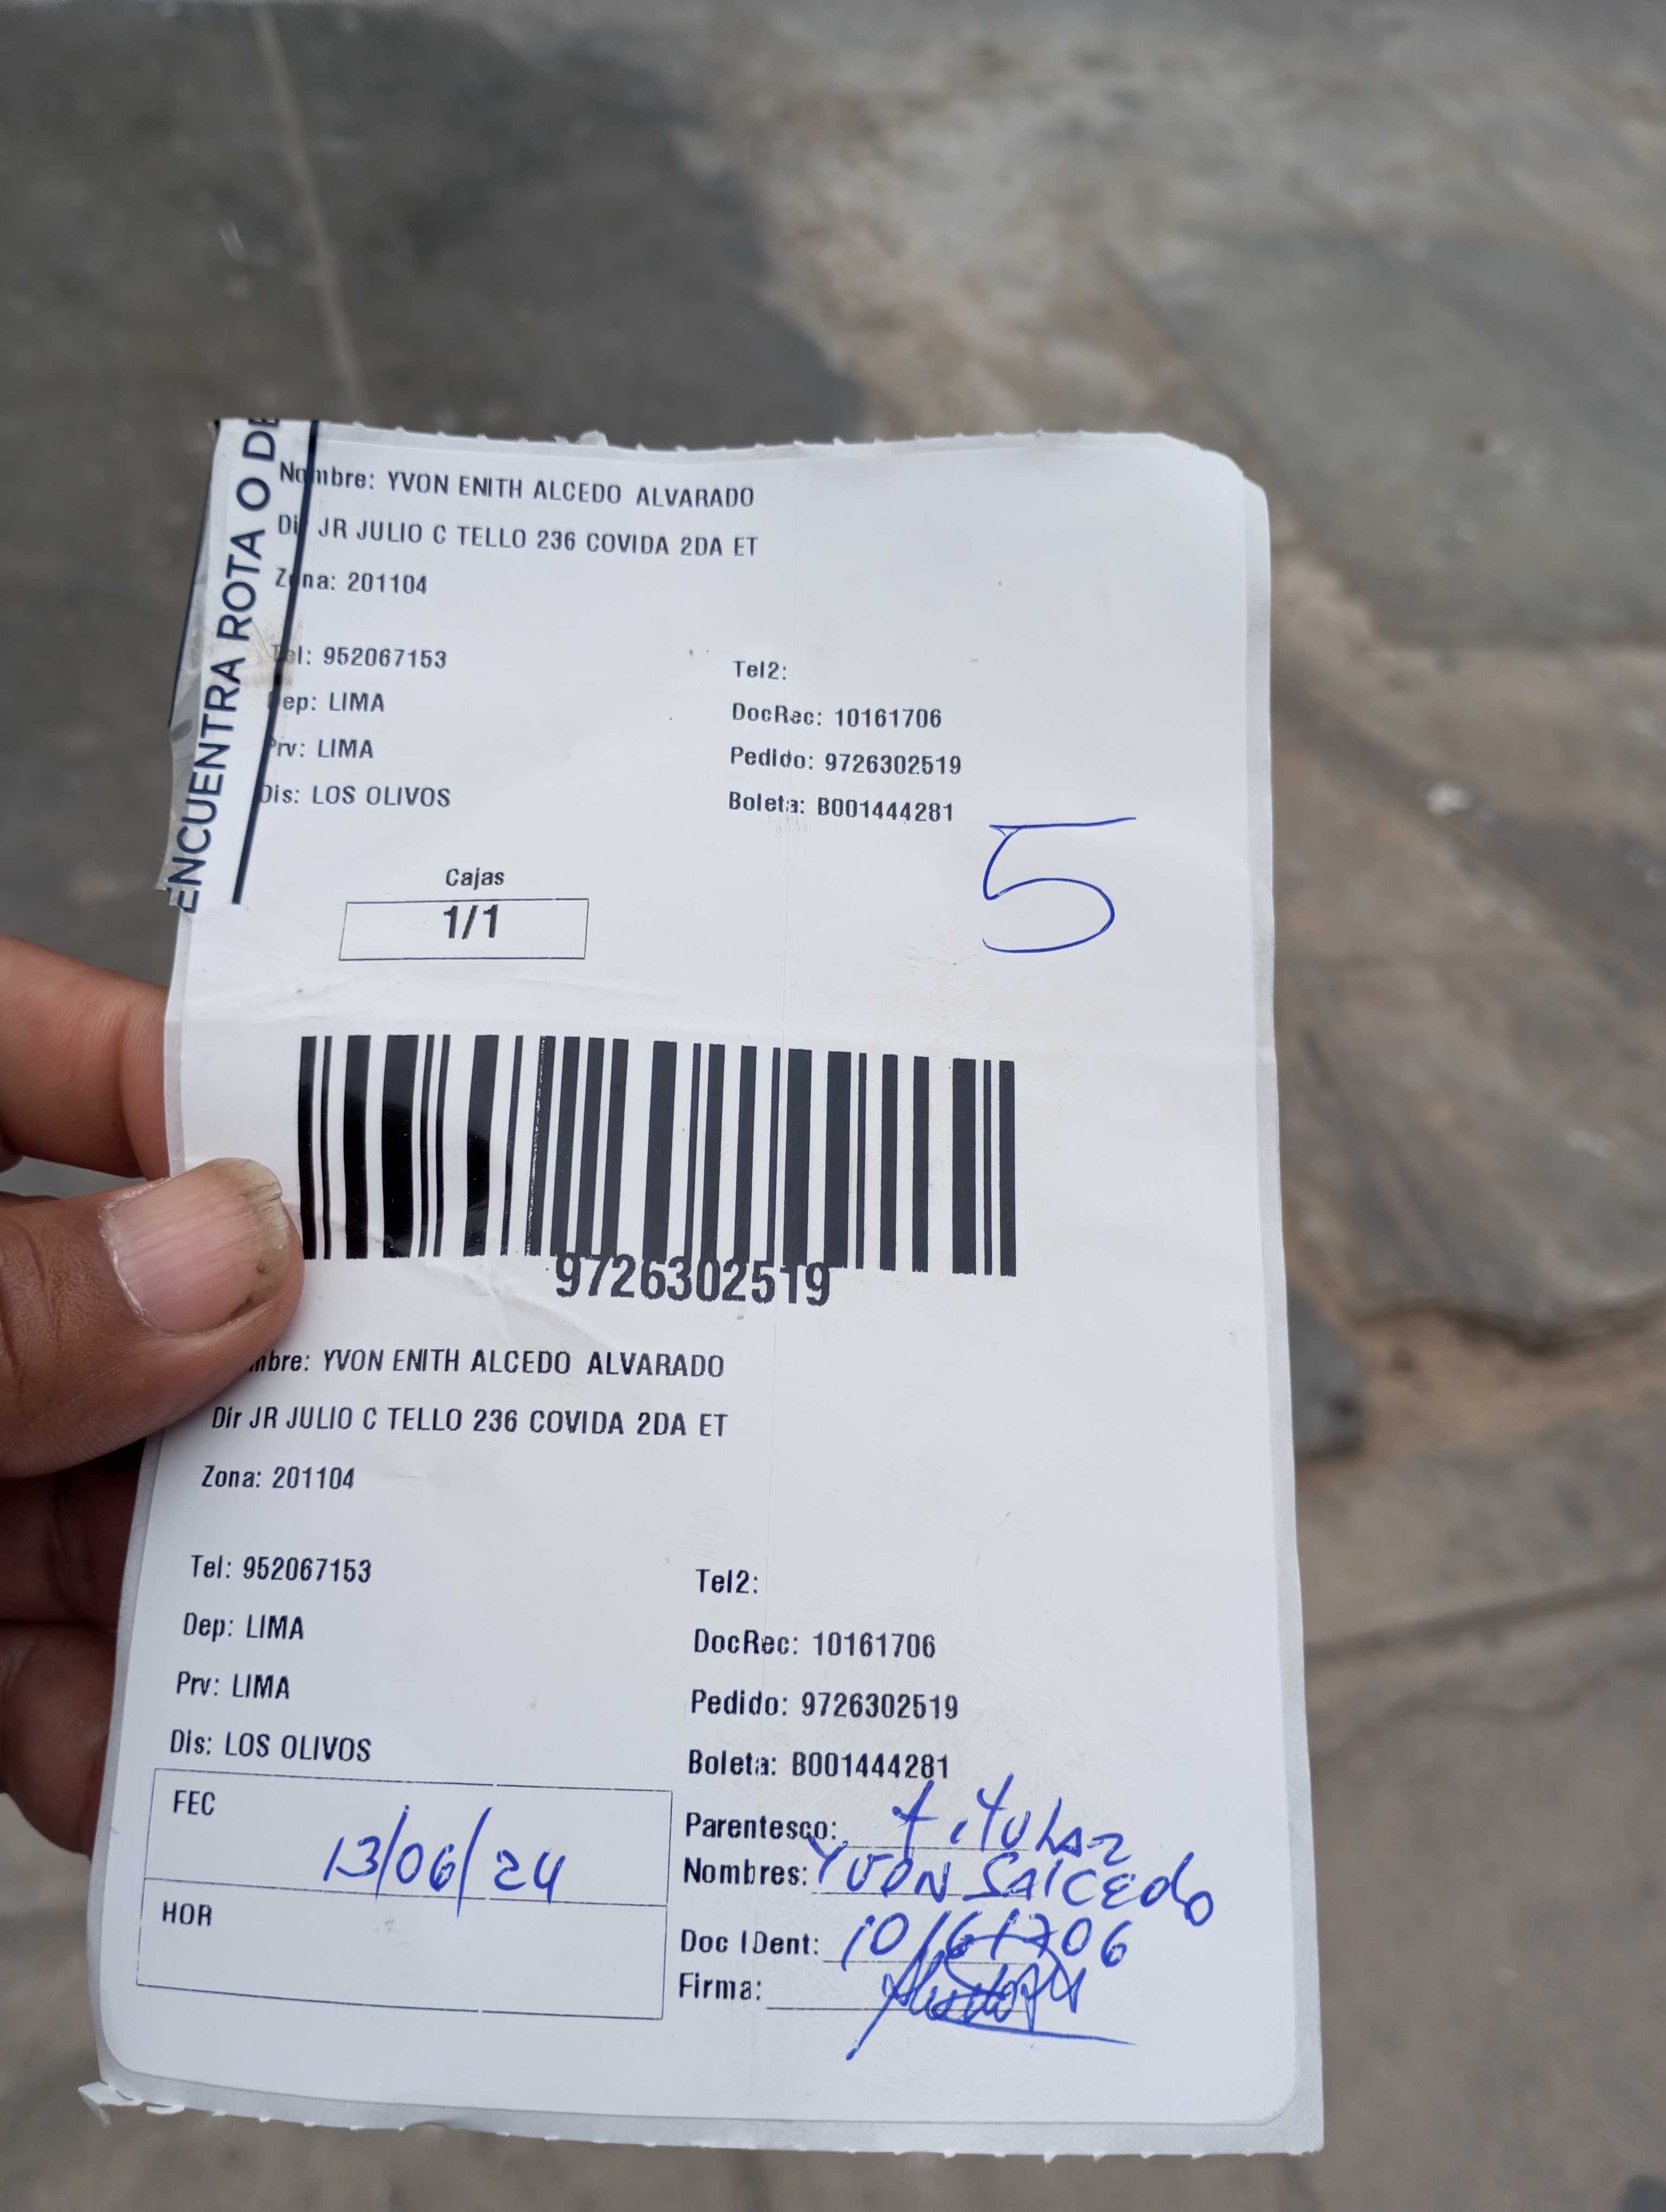 ENCUENTRA ROTA O DE
Nombre: YVON ENITH ALCEDO ALVARADO
Dir JR JULIO C TELLO 236 COVIDA 2DA ET
Zona: 201104
Tel: 952067153
Tel2:
Dep: LIMA
DocRec: 10161706
Prv: LIMA
Pedido: 9726302519
Dis: LOS OLIVOS
Boleta: B001444281
5
Cajas
1/1
9726302519
mbre: YVON ENITH ALCEDO ALVARADO
Dir JR JULIO C TELLO 236 COVIDA 2DA ET
Zona: 201104
Tel: 952067153
Tel2:
Dep: LIMA
DocRec: 10161706
Prv: LIMA
Pedido: 9726302519
Dis: LOS OLIVOS
Boleta: B001444281
FEC
13/06/24
HOR
Parentesco: titular
Nombres: YVON SALCEDO
Doc IDent: 10161706
Firma: